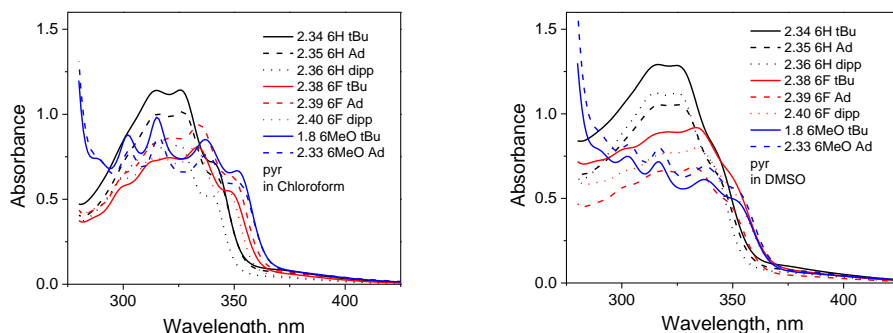 1.5
1.0
0.5
0.0
Absorbance
300
350
400
Wavelength, nm
2.34 6H tBu
2.35 6H Ad
2.36 6H dipp
2.38 6F tBu
2.39 6F Ad
2.40 6F dipp
1.8 6MeO tBu
2.33 6MeO Ad
pyr
in Chloroform
1.5
1.0
0.5
0.0
Absorbance
300
350
400
Wavelength, nm
2.34 6H tBu
2.35 6H Ad
2.36 6H dipp
2.38 6F tBu
2.39 6F Ad
2.40 6F dipp
1.8 6MeO tBu
2.33 6MeO Ad
pyr
in DMSO